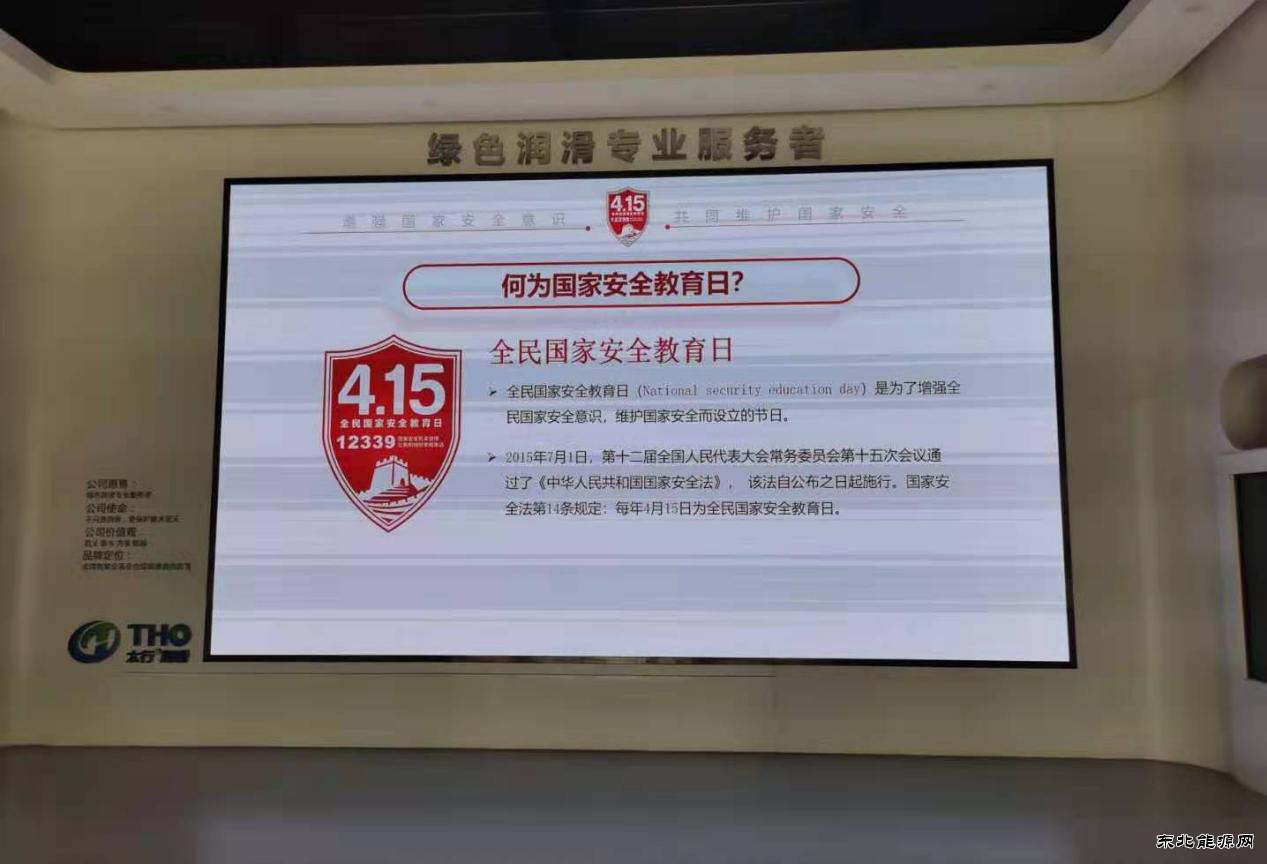 绿色润滑专业服务者
增强国家安全意识
4.15
12339
共同维护国家安全
何为国家安全教育日？
全民国家安全教育日
4.15
全民国家安全教育日
12339
➢ 全民国家安全教育日（National security education day）是为了增强全
民国家安全意识，维护国家安全而设立的节日。
➢ 2015年7月1日，第十二届全国人民代表大会常务委员会第十五次会议通
过了《中华人民共和国国家安全法》， 该法自公布之日起施行。国家安
全法第14条规定：每年4月15日为全民国家安全教育日。
公司愿景：
绿色润滑专业服务者
公司使命：
公司价值观：
品牌定位：
THO
太行
东北能源网